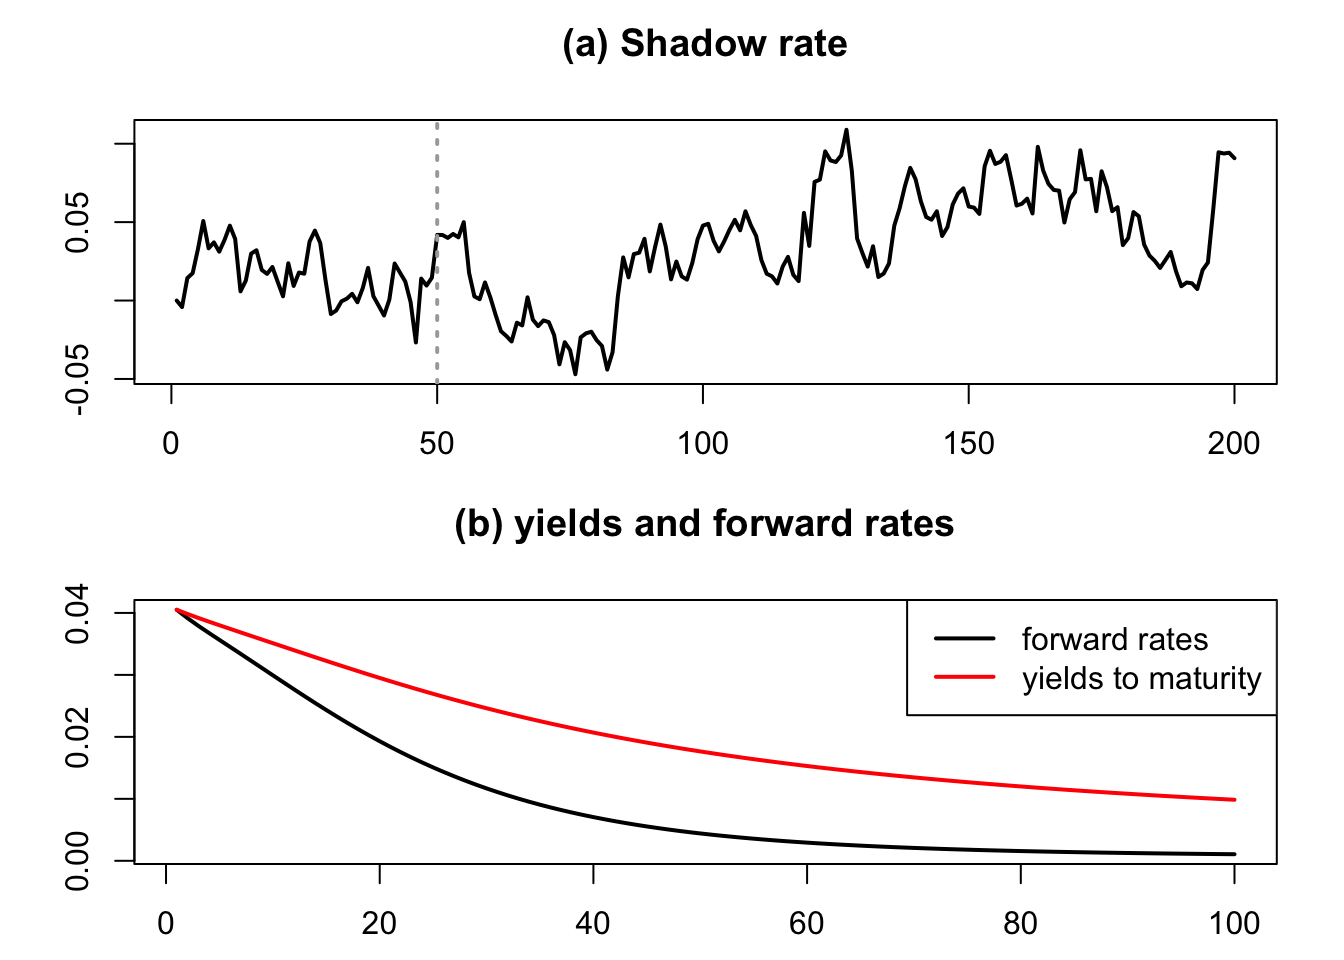 (a) Shadow rate
0.05
-0.05
0 50 100 150 200
(b) yields and forward rates
0.04
0.02
0.00
forward rates
yields to maturity
0 20 40 60 80 100